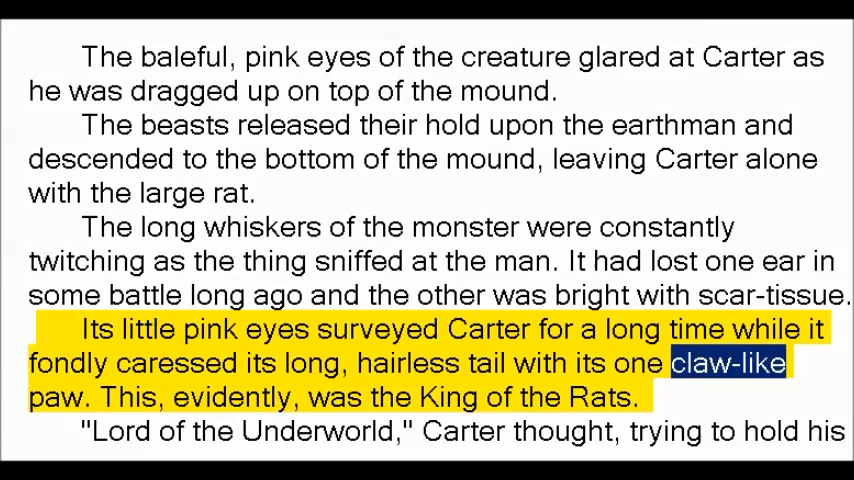 The baleful, pink eyes of the creature glared at Carter as
he was dragged up on top of the mound.
The beasts released their hold upon the earthman and
descended to the bottom of the mound, leaving Carter alone
with the large rat.
The long whiskers of the monster were constantly
twitching as the thing sniffed at the man. It had lost one ear in
some battle long ago and the other was bright with scar-tissue.
Its little pink eyes surveyed Carter for a long time while it
fondly caressed its long, hairless tail with its one claw-like
paw. This, evidently, was the King of the Rats.
"Lord of the Underworld," Carter thought, trying to hold his